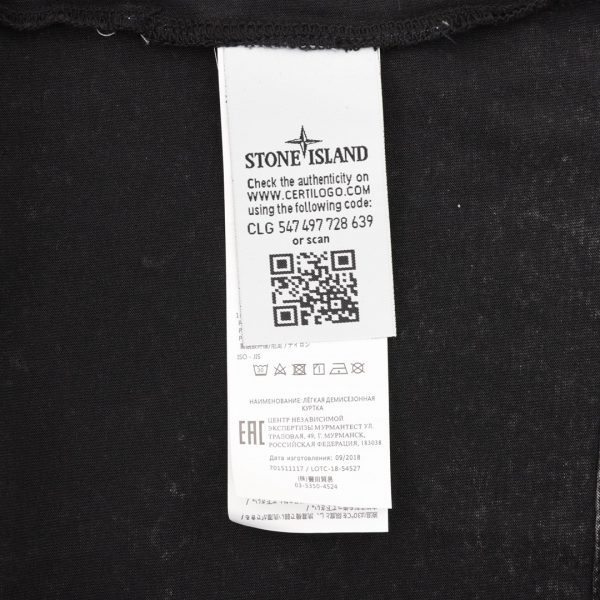 STONE ISLAND
Check the authenticity on
WWW.CERTILOGO.COM
using the following code:
CLG 547 497 728 639
or scan
ISO - JIS
НАИМЕНОВАНИЕ: ЛЁГКАЯ ДЕМИСЕЗОННАЯ
КУРТКА
EAC
ЦЕНТР НЕЗАВИСИМОЙ
ЭКСПЕРТИЗЫ МУРМАНТЕСТ УЛ
ТРАЛОВАЯ, 49, Г. МУРМАНСК,
РОССИЙСКАЯ ФЕДЕРАЦИЯ, 183038
Дата изготовления: 09/2018
701511117 / LOTC-18-54527
03-5350-4524